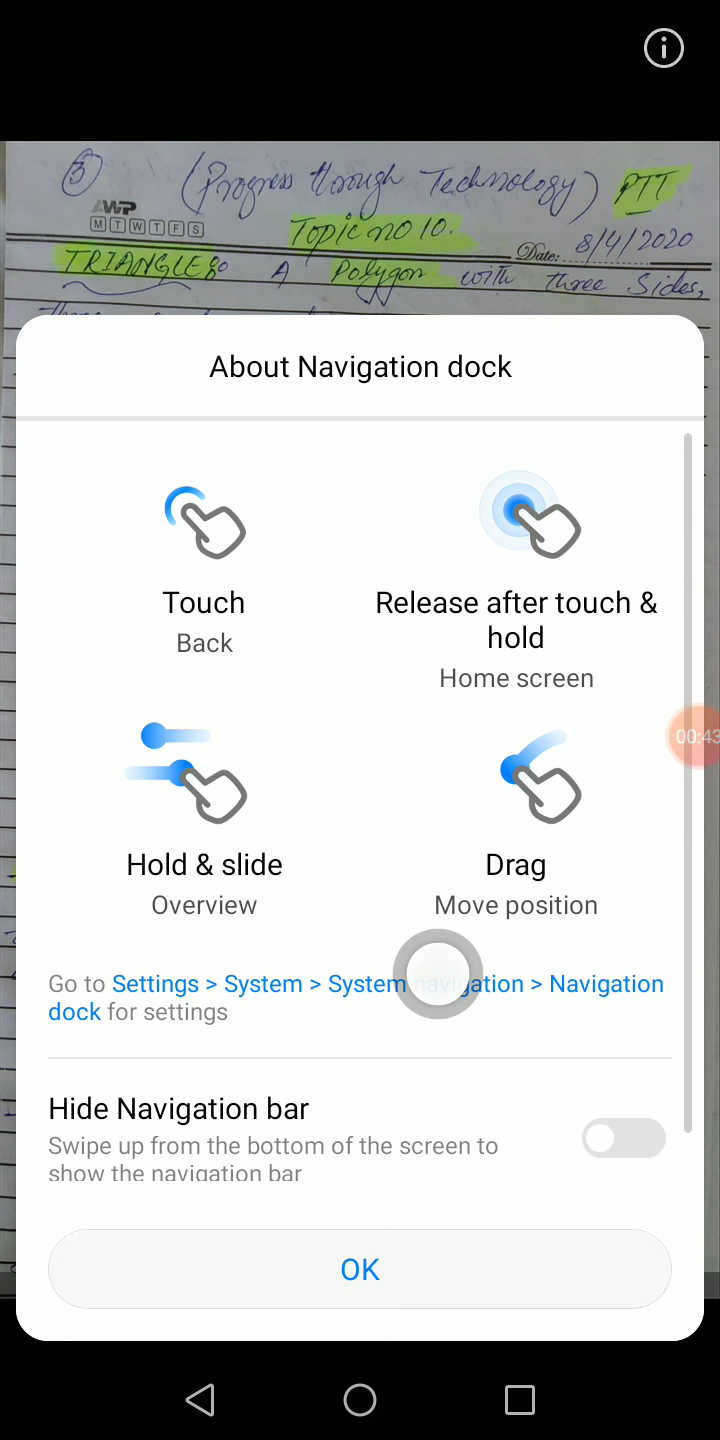 3 (Progress through Technology) PTT
AWP
M T W T F S
Topic no 10.
Date: 8/4/2020
TRIANGLE: A Polygon with three Sides,
About Navigation dock
Touch
Back
Release after touch &
hold
Home screen
00:43
Hold & slide
Overview
Drag
Move position
Go to Settings > System > System navigation > Navigation
dock for settings
Hide Navigation bar
Swipe up from the bottom of the screen to
show the navigation bar
OK